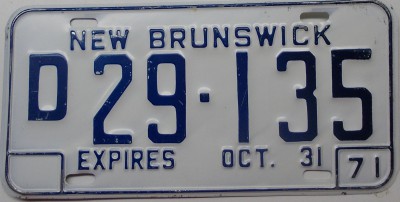 NEW BRUNSWICK
D29·135
EXPIRES OCT. 31 71